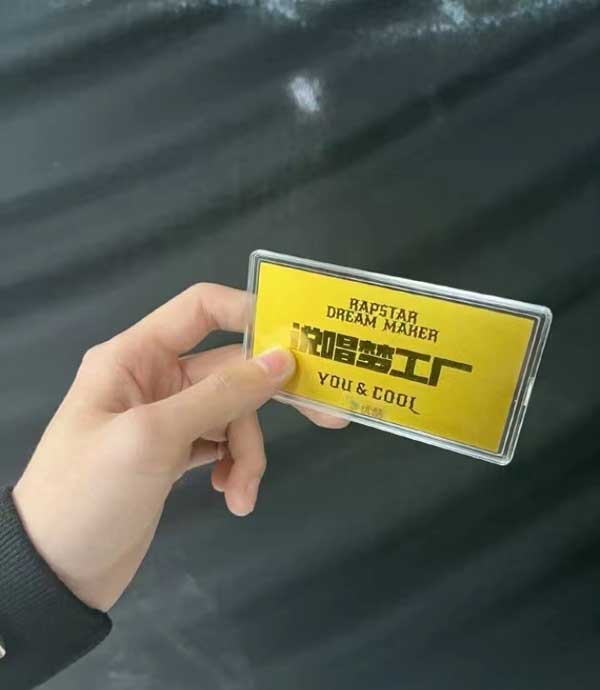 RAPSTAR
DREAM MAKER
说唱梦工厂
YOU & COOL